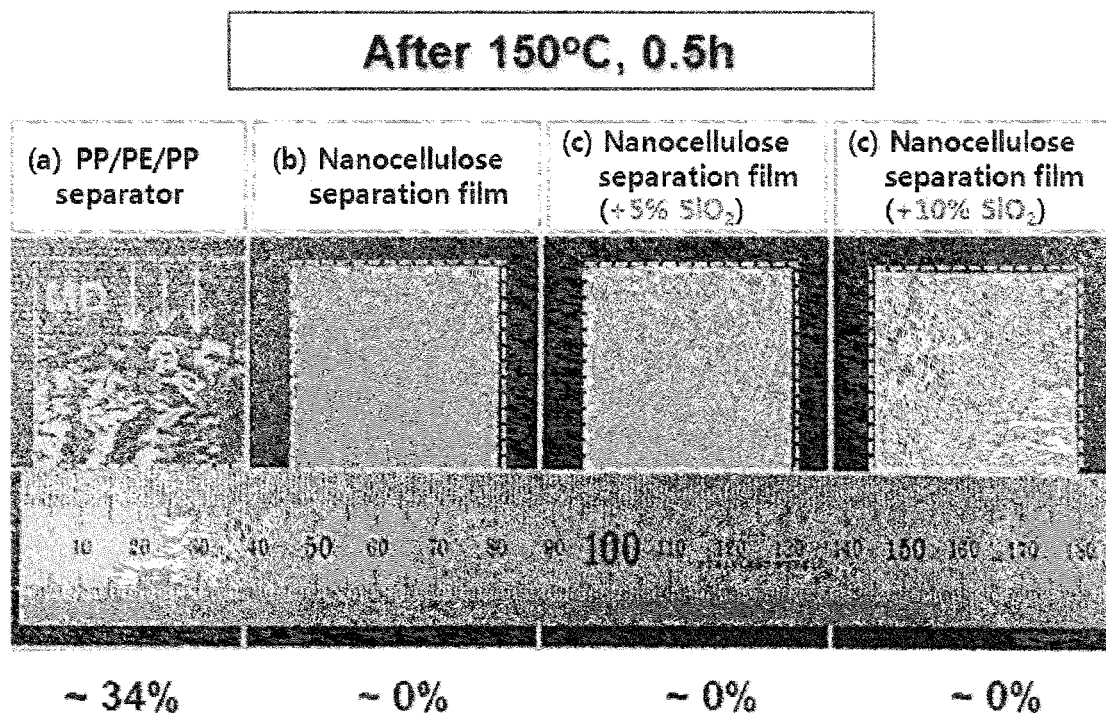 After 150°C, 0.5h
(a) PP/PE/PP
separator
(b) Nanocellulose
separation film
(c) Nanocellulose
separation film
(+5% SiO₂)
(c) Nanocellulose
separation film
(+10% SiO₂)
MD
10 20 30 40 50 60 70 80 90 100 110 120 130 140 150 160 170 180
~ 34%
~ 0%
~ 0%
~ 0%